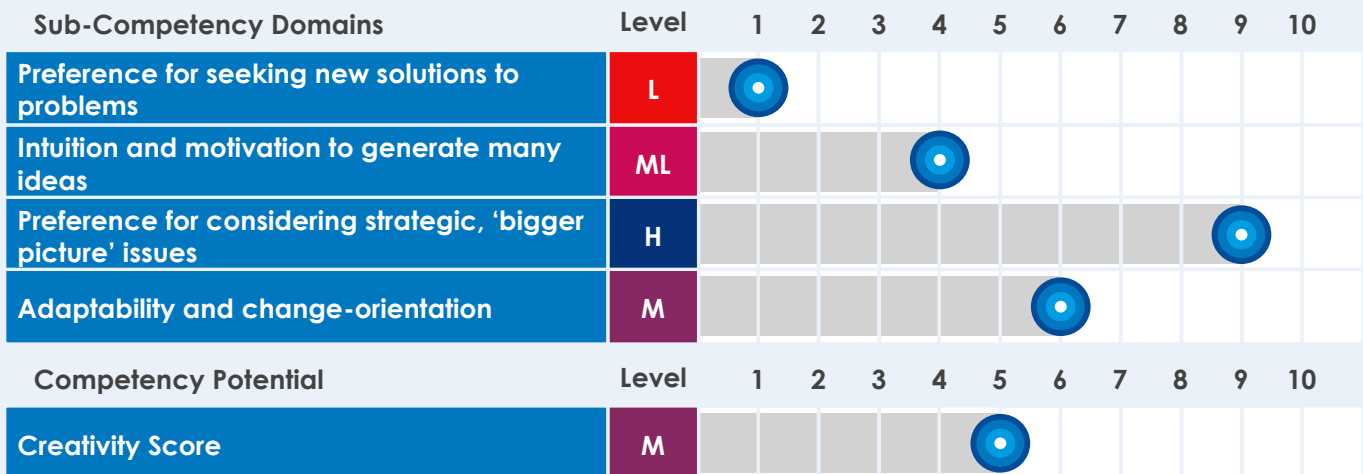 Sub-Competency Domains Level 1 2 3 4 5 6 7 8 9 10
Preference for seeking new solutions to
problems
L
Intuition and motivation to generate many
ideas
ML
Preference for considering strategic, ‘bigger
picture’ issues
H
Adaptability and change-orientation M
Competency Potential Level 1 2 3 4 5 6 7 8 9 10
Creativity Score M